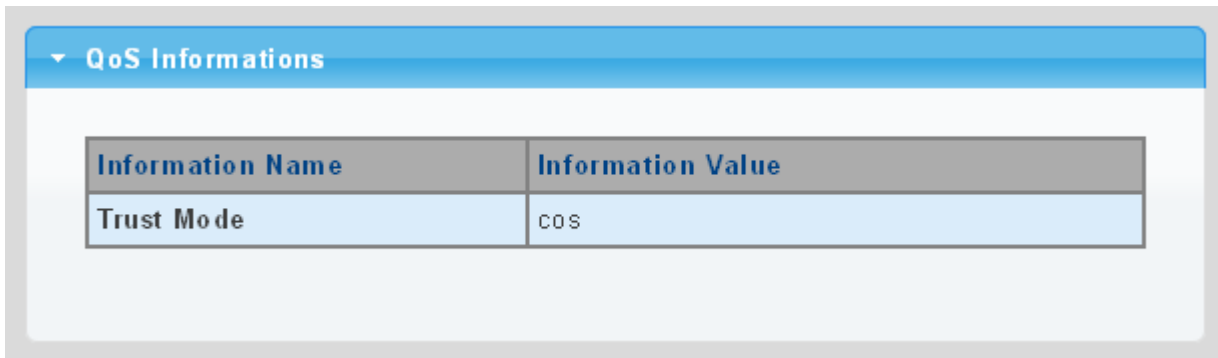 QoS Informations
Information Name Information Value
Trust Mode cos